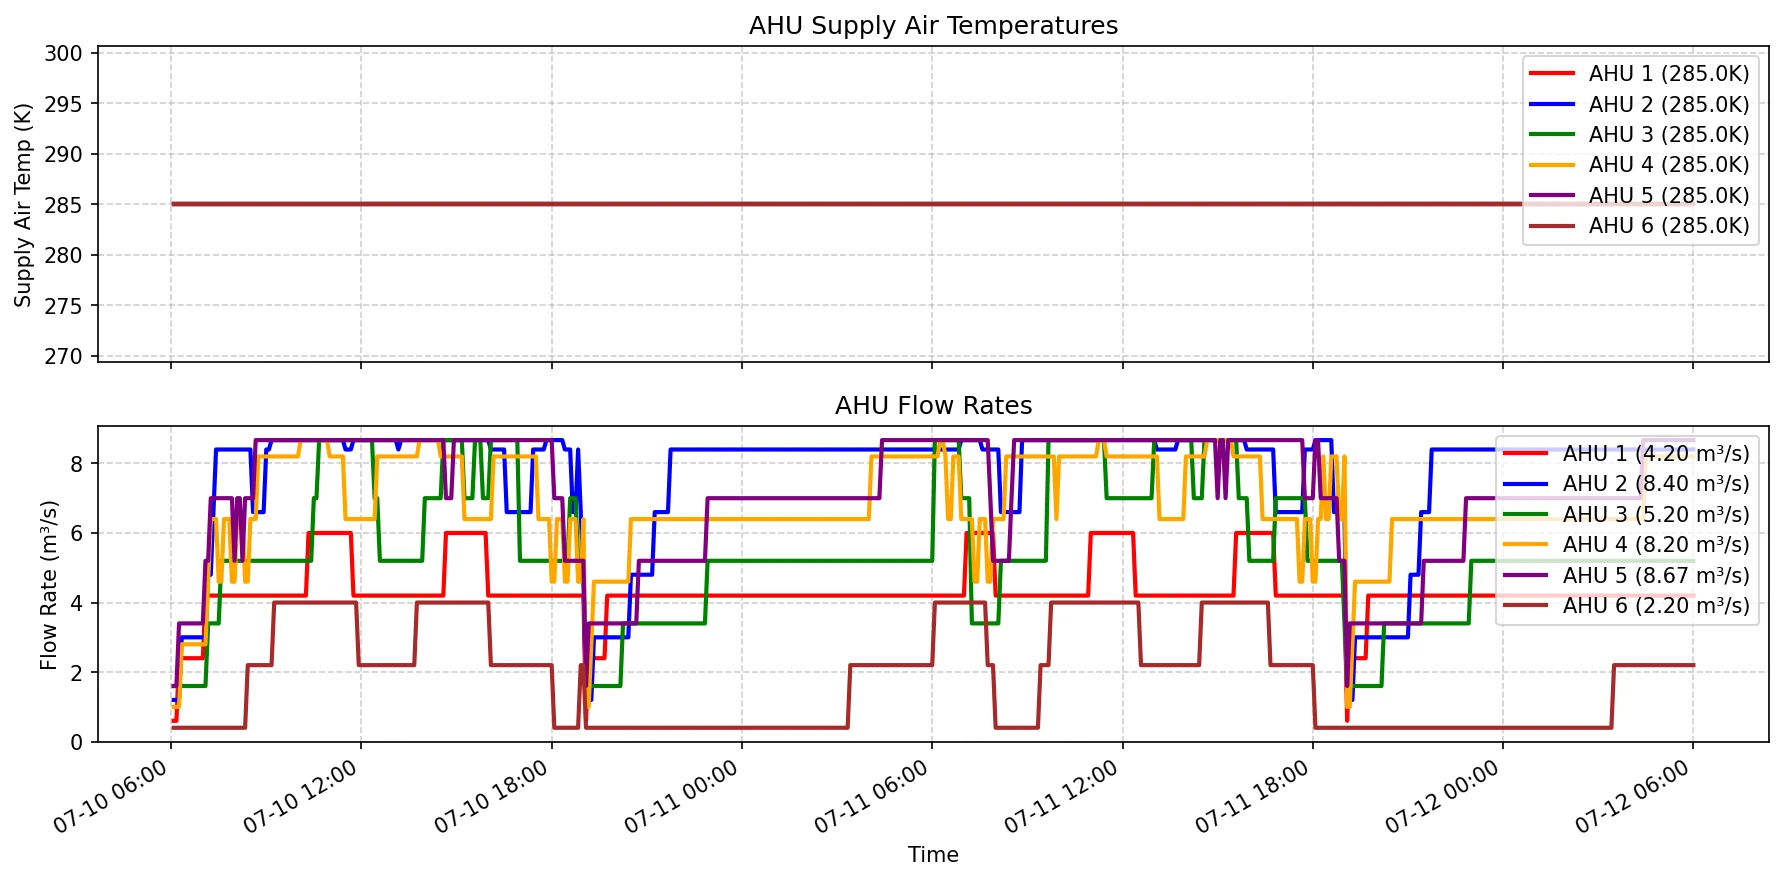 AHU Supply Air Temperatures
Supply Air Temp (K)
300
295
290
285
280
275
270
AHU 1 (285.0K)
AHU 2 (285.0K)
AHU 3 (285.0K)
AHU 4 (285.0K)
AHU 5 (285.0K)
AHU 6 (285.0K)
AHU Flow Rates
Flow Rate (m³/s)
8
6
4
2
0
AHU 1 (4.20 m³/s)
AHU 2 (8.40 m³/s)
AHU 3 (5.20 m³/s)
AHU 4 (8.20 m³/s)
AHU 5 (8.67 m³/s)
AHU 6 (2.20 m³/s)
07-10 06:00
07-10 12:00
07-10 18:00
07-11 00:00
07-11 06:00
07-11 12:00
07-11 18:00
07-12 00:00
07-12 06:00
Time